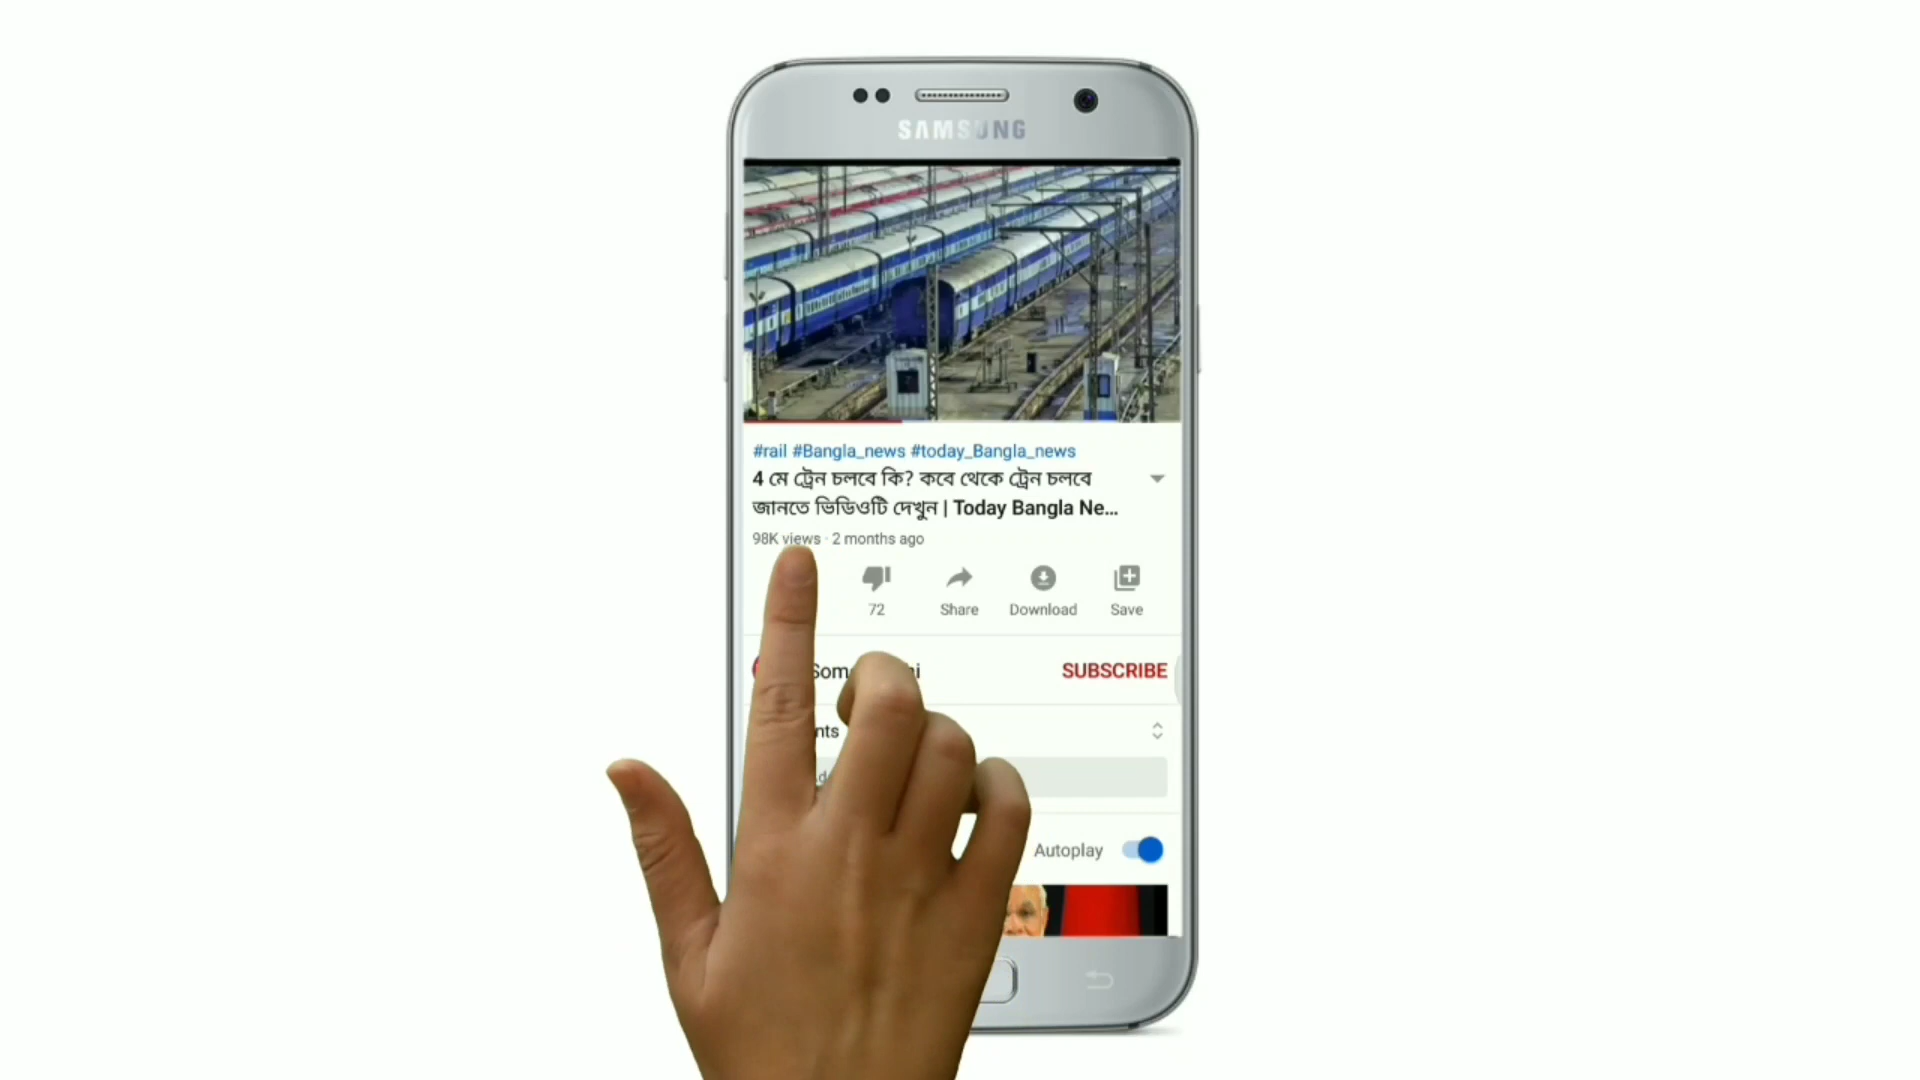 SAMSUNG
#rail #Bangla_news #today_Bangla_news
4 মে ট্রেন চলবে কি? কবে থেকে ট্রেন চলবে
জানতে ভিডিওটি দেখুন | Today Bangla Ne...
98K views · 2 months ago
72 Share Download Save
SUBSCRIBE
Autoplay